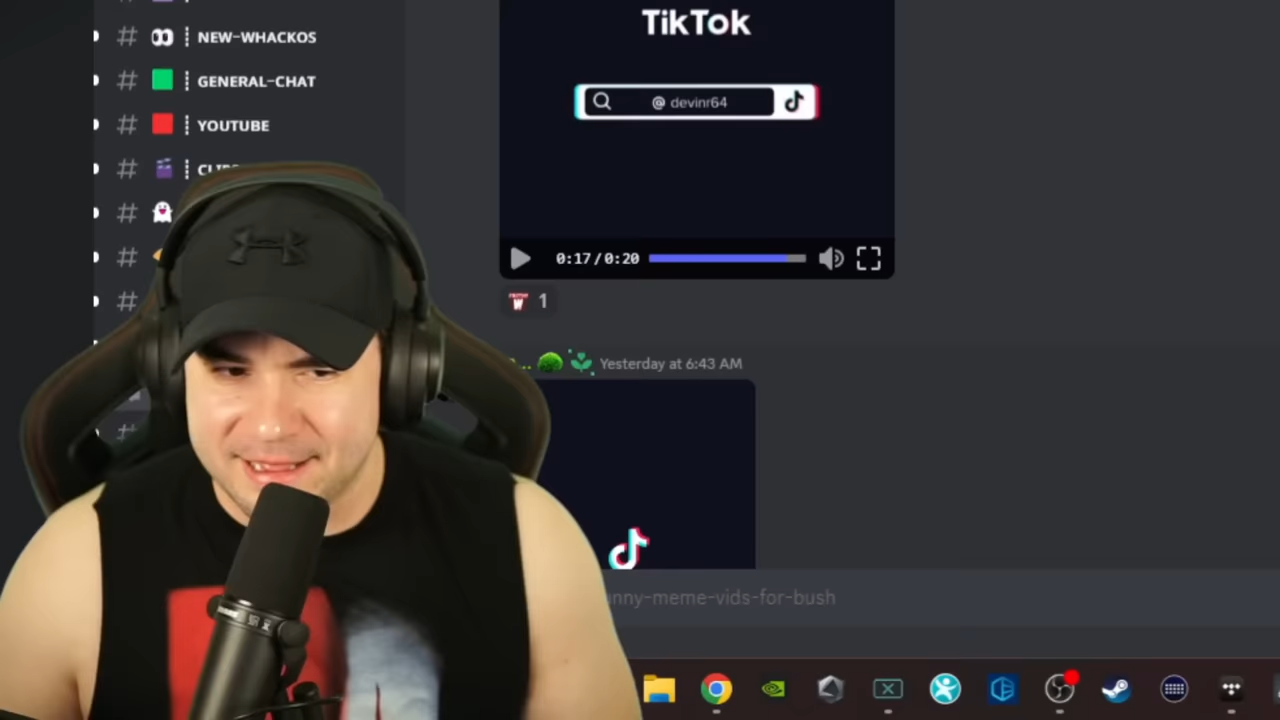 NEW-WHACKOS
GENERAL-CHAT
YOUTUBE
TikTok
@ devinr64
0:17/0:20
1
Yesterday at 6:43 AM
-meme-vids-for-bush